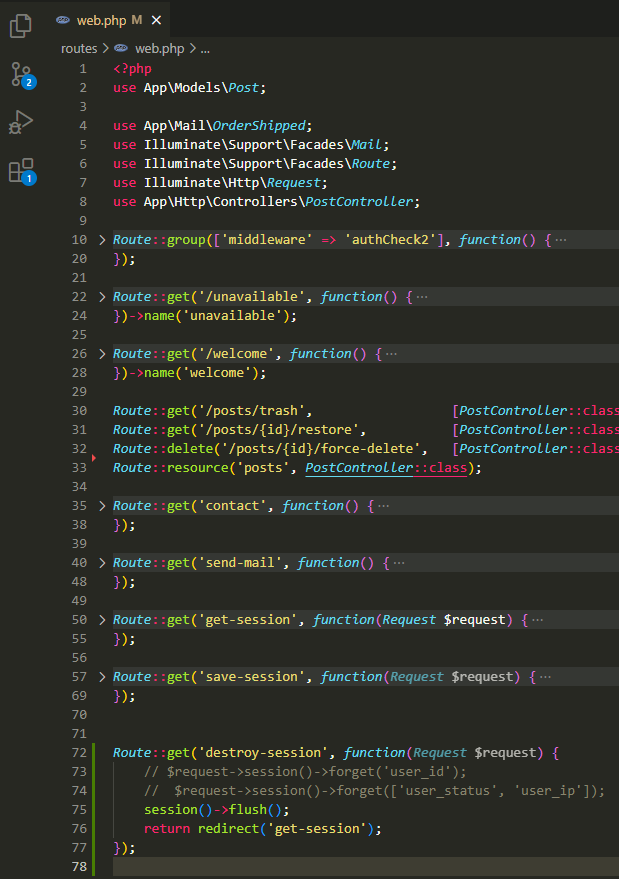 web.php M ×
routes > web.php > ...
2
1
1 <?php
2 use App\Models\Post;
3
4 use App\Mail\OrderShipped;
5 use Illuminate\Support\Facades\Mail;
6 use Illuminate\Support\Facades\Route;
7 use Illuminate\Http\Request;
8 use App\Http\Controllers\PostController;
9
10 > Route::group(['middleware' => 'authCheck2'], function() {···
20 });
21
22 > Route::get('/unavailable', function() {···
24 })->name('unavailable');
25
26 > Route::get('/welcome', function() {···
28 })->name('welcome');
29
30 Route::get('/posts/trash', [PostController::class
31 Route::get('/posts/{id}/restore', [PostController::class
32 Route::delete('/posts/{id}/force-delete', [PostController::class
33 Route::resource('posts', PostController::class);
34
35 > Route::get('contact', function() {···
38 });
39
40 > Route::get('send-mail', function() {···
48 });
49
50 > Route::get('get-session', function(Request $request) {···
55 });
56
57 > Route::get('save-session', function(Request $request) {···
69 });
70
71
72 Route::get('destroy-session', function(Request $request) {
73 // $request->session()->forget('user_id');
74 // $request->session()->forget(['user_status', 'user_ip']);
75 session()->flush();
76 return redirect('get-session');
77 });
78